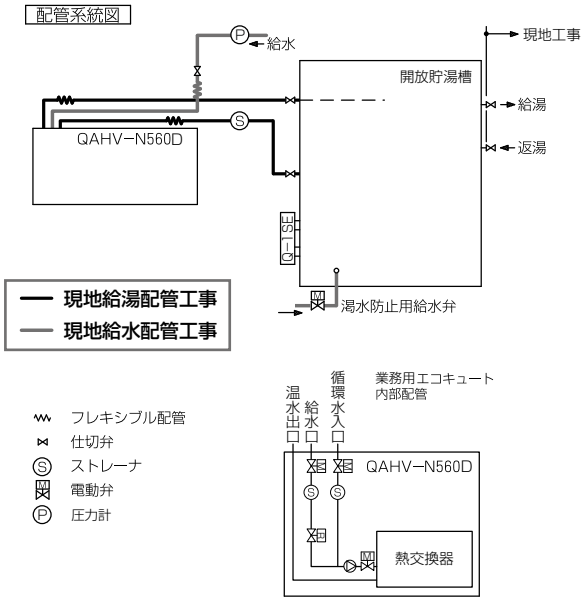 配管系統図
P
給水
現地工事
開放貯湯槽
給湯
S
QAHV-N560D
返湯
Q-1SE
M
渇水防止用給水弁
現地給湯配管工事
現地給水配管工事
業務用エコキュート
内部配管
温水出口
給水口
循環水入口
フレキシブル配管
仕切弁
S ストレーナ
M 電動弁
P 圧力計
QAHV-N560D
S
S
R
M
熱交換器